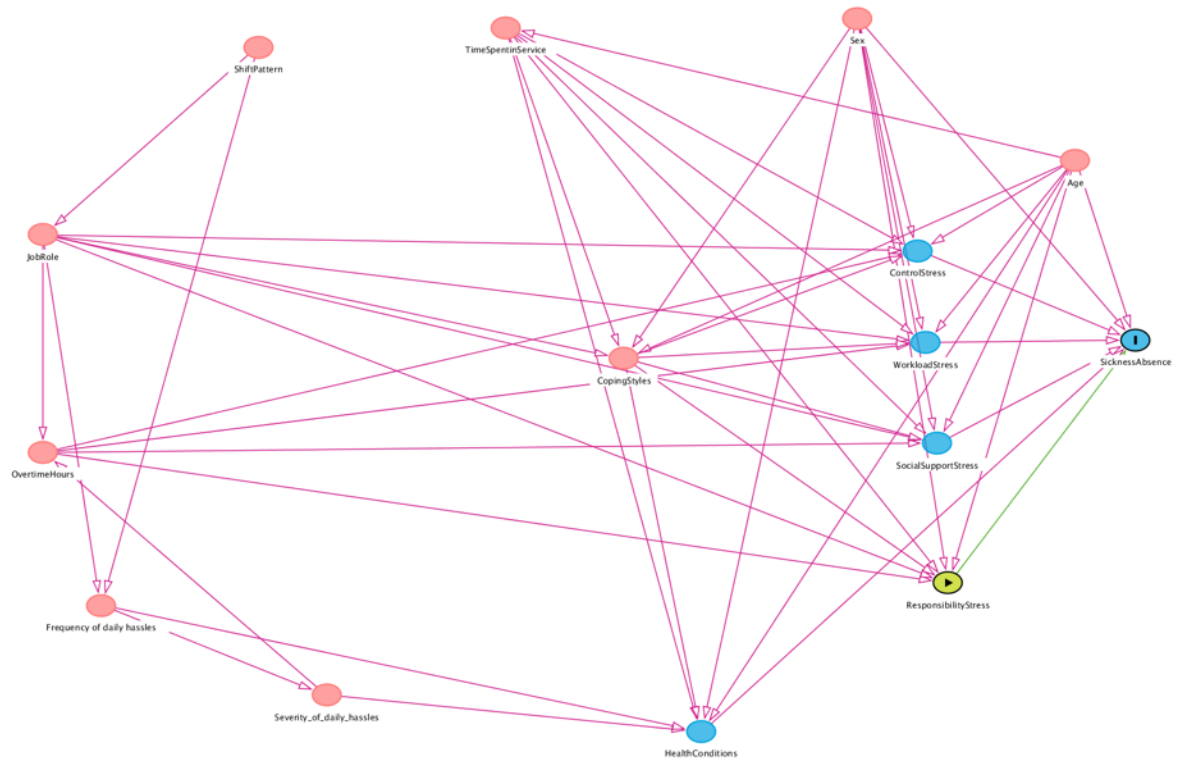 Sex
TimeSpentinService
ShiftPattern
Age
JobRole
ControlStress
SicknessAbsence
WorkloadStress
CopingStyles
SocialSupportStress
OvertimeHours
ResponsibilityStress
Frequency of daily hassles
Severity_of_daily_hassles
HealthConditions